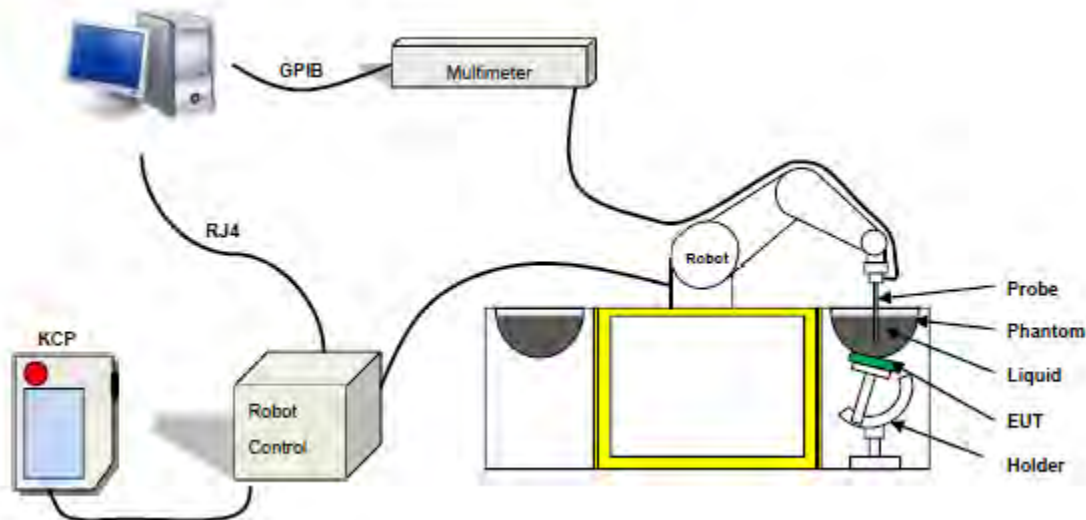 GPIB
Multimeter
RJ4
Robot
Probe
Phantom
Liquid
EUT
Holder
KCP
Robot
Control